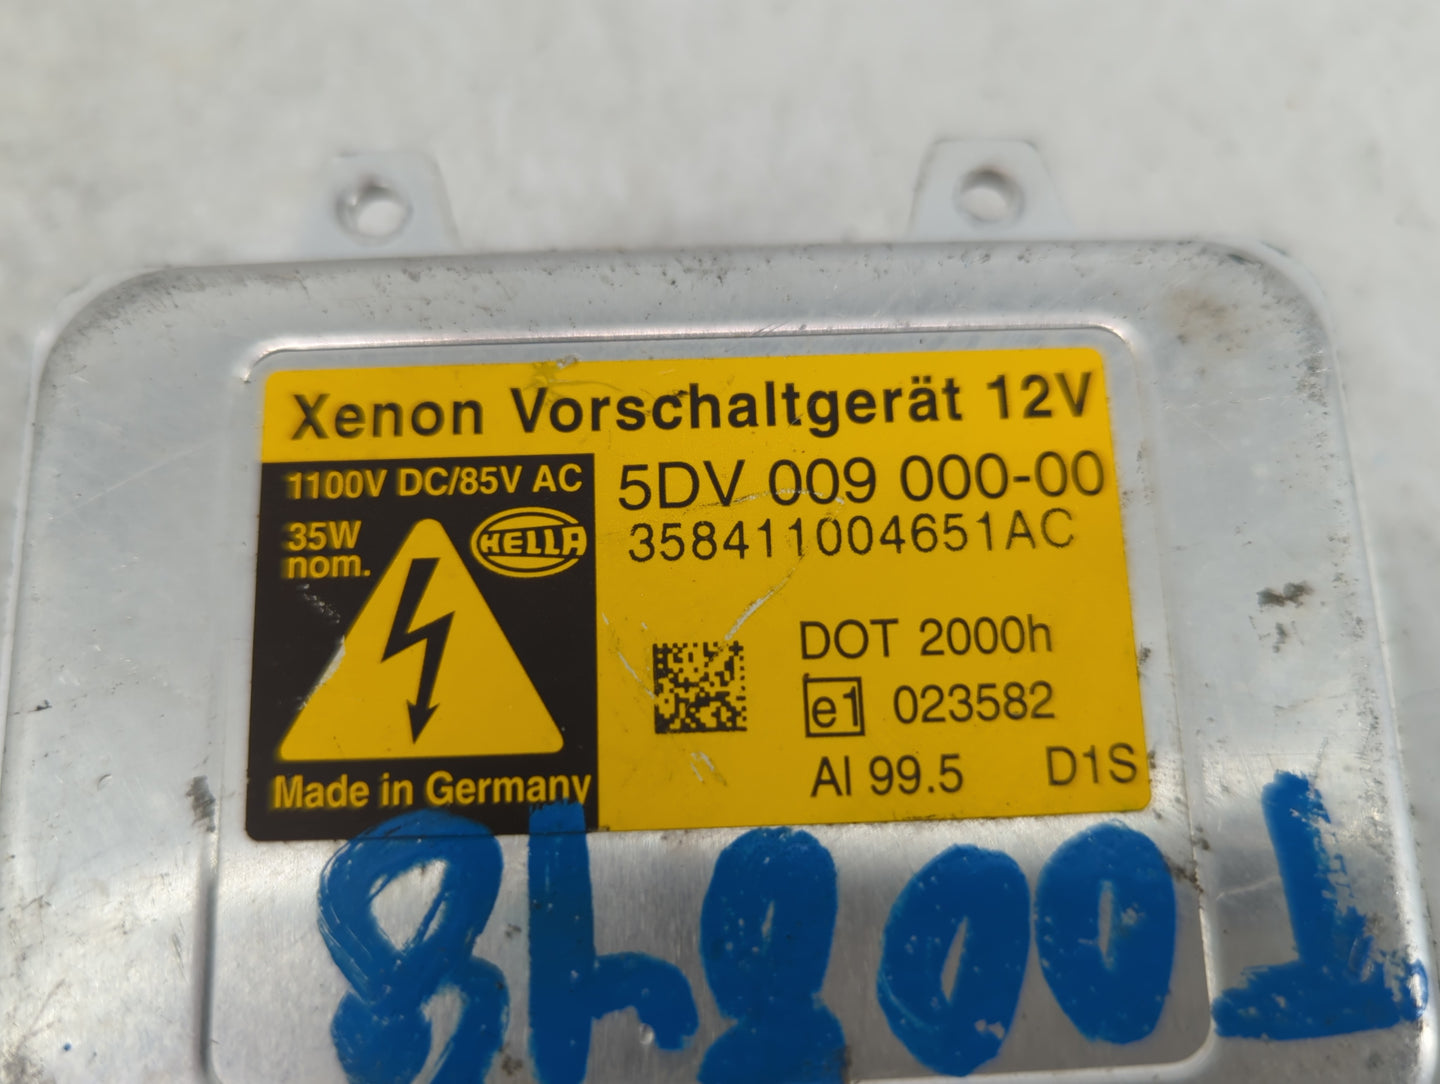 Xenon Vorschaltgerät 12V
1100V DC/85V AC
35W
nom.
HELLA
Made in Germany
5DV 009 000-00
358411004651AC
DOT 2000h
e1 023582
Al 99.5 D1S